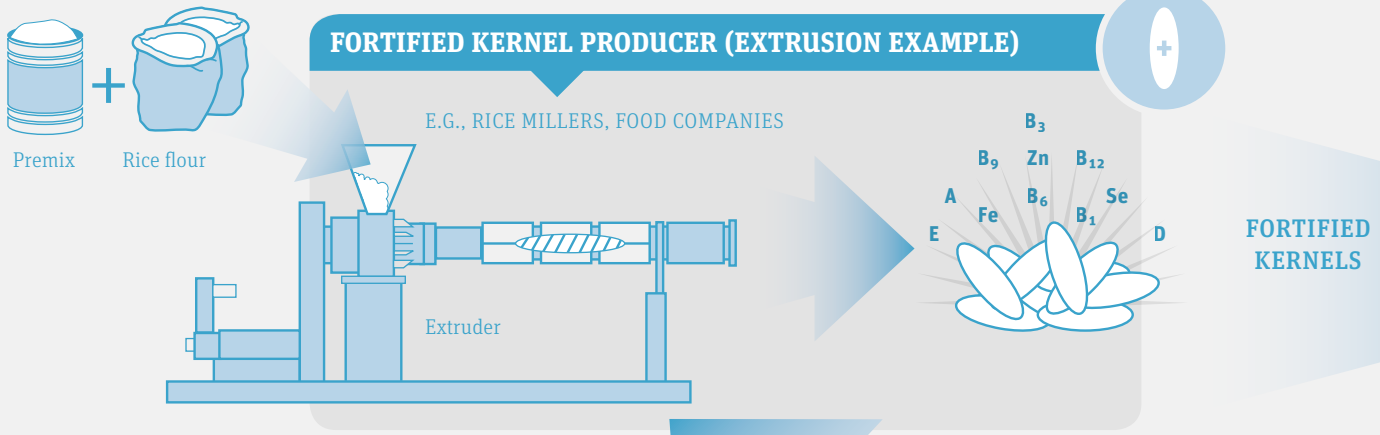 FORTIFIED KERNEL PRODUCER (EXTRUSION EXAMPLE)
+
Premix
Rice flour
E.G., RICE MILLERS, FOOD COMPANIES
Extruder
B₃
B₉ Zn B₁₂
A B₆ Se
Fe B₁
E D
+
FORTIFIED
KERNELS